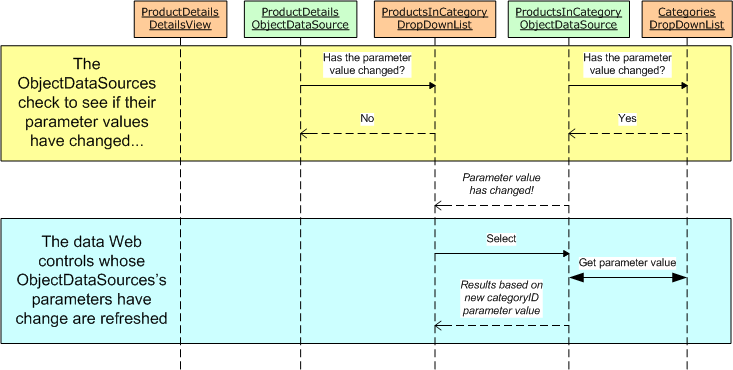 ProductDetails
DetailsView
ProductDetails
ObjectDataSource
ProductsInCategory
DropDownList
ProductsInCategory
ObjectDataSource
Categories
DropDownList
The
ObjectDataSources
check to see if their
parameter values
have changed...
Has the parameter
value changed?
Has the parameter
value changed?
No
Yes
Parameter value
has changed!
The data Web
controls whose
ObjectDataSources's
parameters have
change are refreshed
Select
Get parameter value
Results based on
new categoryID
parameter value